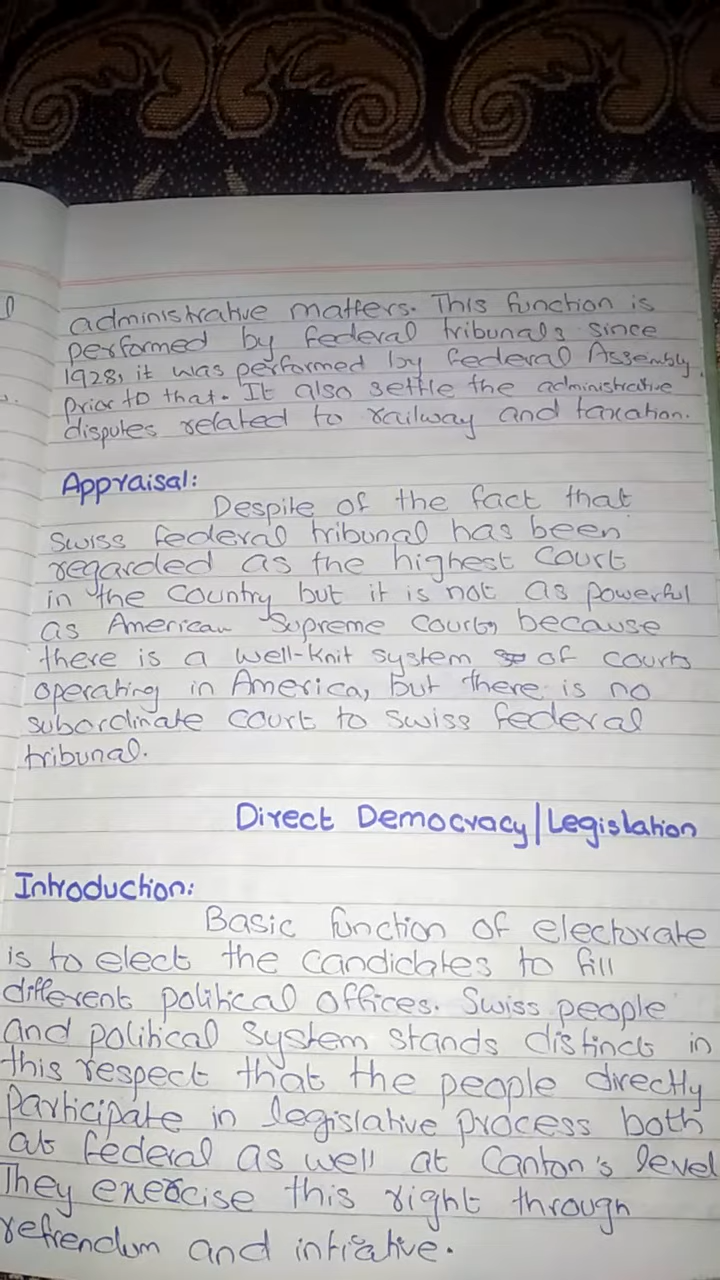 administrative matters. This function is
performed by federal tribunals since
1928, it was performed by federal Assembly
prior to that. It also settle the administrative
disputes related to railway and taxation.
Appraisal:
Despite of the fact that
swiss federal tribunal has been
regarded as the highest court
in the country but it is not as powerful
as American Supreme Court, because
there is a well-knit system of courts
operating in America, but there is no
subordinate court to swiss federal
tribunal.
Direct Democracy/Legislation
Introduction:
Basic function of electorate
is to elect the candidates to fill
different political offices. Swiss people
and political system stands distinct in
this respect that the people directly
participate in legislative process both
at federal as well at Canton's level
They exercise this right through
refrendum and intiative.